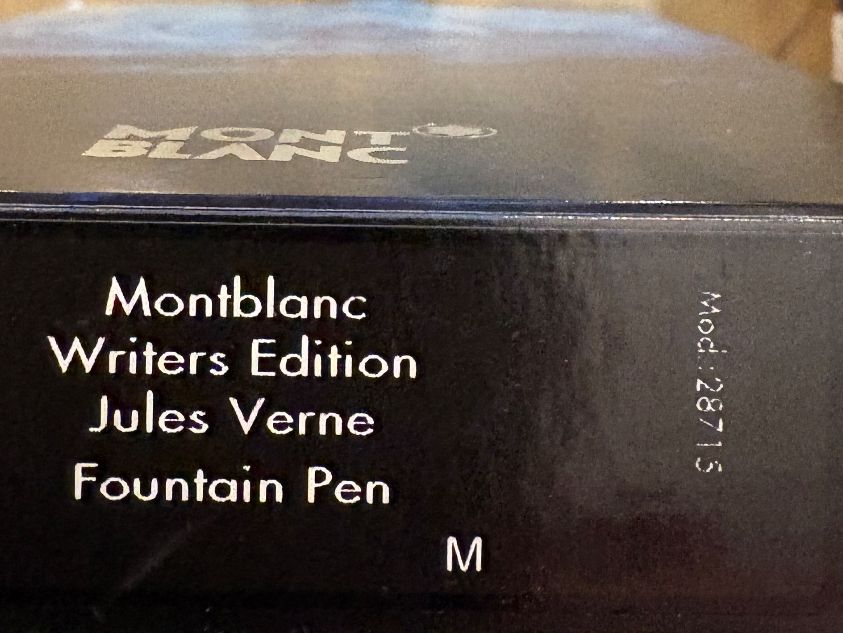 MONT
BLANC
Montblanc
Writers Edition
Jules Verne
Fountain Pen
M
Mod.:28715